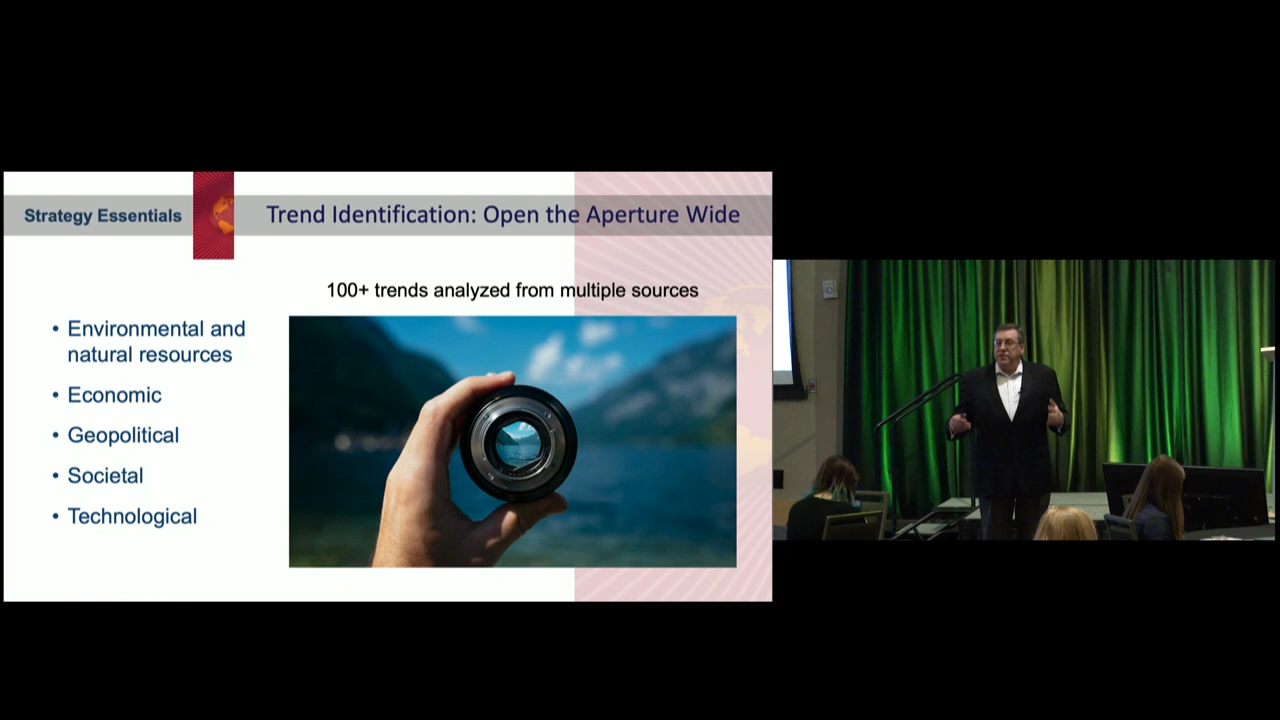 Strategy Essentials
Trend Identification: Open the Aperture Wide
100+ trends analyzed from multiple sources
• Environmental and
natural resources
• Economic
• Geopolitical
• Societal
• Technological